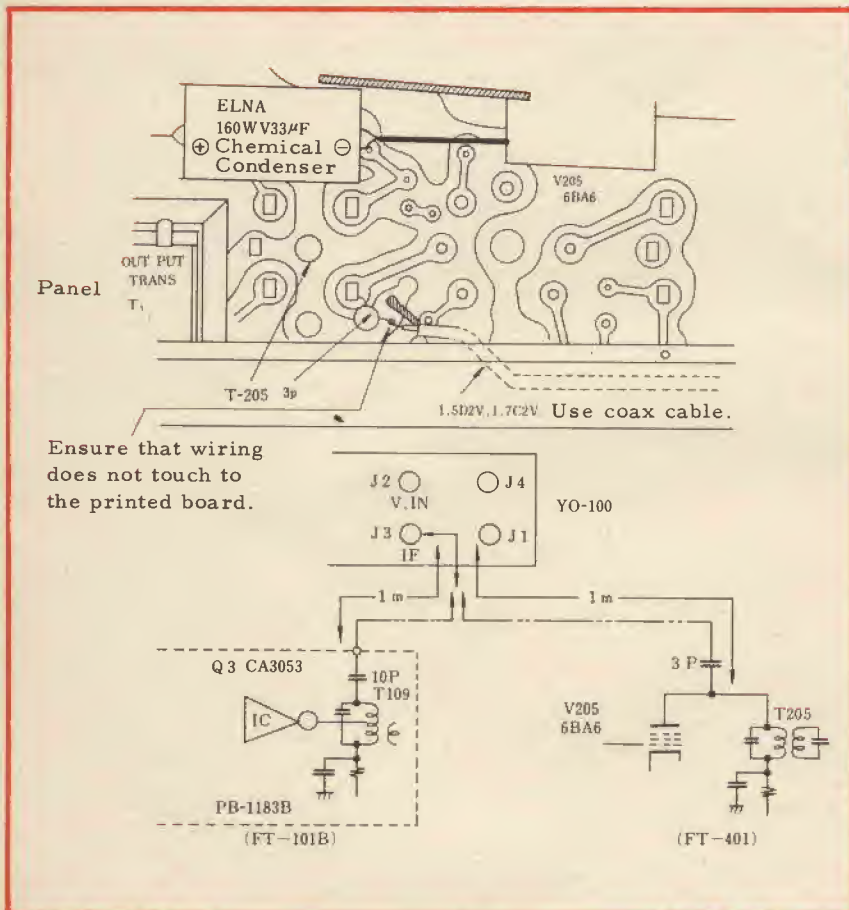 ELNA
160WV33μF
⊕ Chemical ⊖
Condenser
V205
6BA6
Panel
OUT PUT
TRANS
T₁
T-205 3p
1.5D2V, 1.7C2V Use coax cable.
Ensure that wiring
does not touch to
the printed board.
J2
V.IN
J4
YO-100
J3
IF
J1
1 m
1 m
Q3 CA3053
10P
T109
IC
3 P
V205
6BA6
T205
PB-1183B
(FT-101B)
(FT-401)